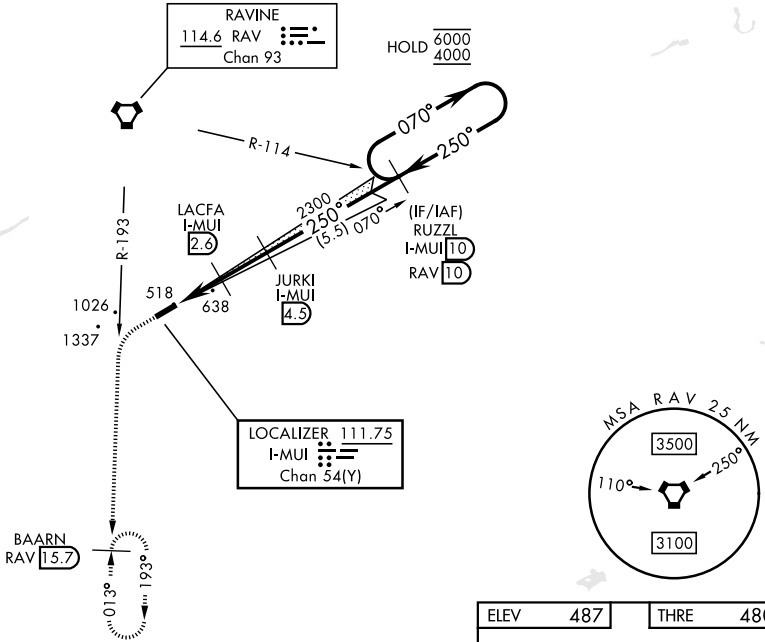 RAVINE
114.6 RAV
Chan 93
HOLD 6000
4000
070°
250°
R-114
R-193
LACFA
I-MUI
2.6
2300
250°
(5.5)
070°
(IF/IAF)
RUZZL
I-MUI 10
RAV 10
JURKI
I-MUI
4.5
518
638
1026
1337
LOCALIZER 111.75
I-MUI
Chan 54(Y)
MSA RAV 25 NM
3500
110°
250°
3100
BAARN
RAV 15.7
013°
193°
ELEV 487
THRE 480